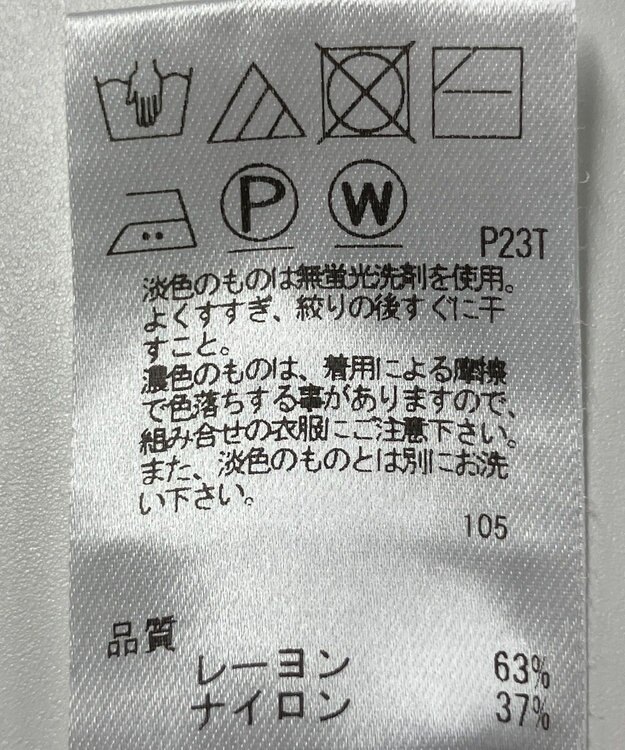 P W P23T
淡色のものは無蛍光洗剤を使用。
よくすすぎ、絞りの後すぐに干
すこと。
濃色のものは、着用による摩擦
で色落ちする事がありますので、
組み合せの衣服にご注意下さい。
また、淡色のものとは別にお洗
い下さい。
105
品質
レーヨン 63%
ナイロン 37%